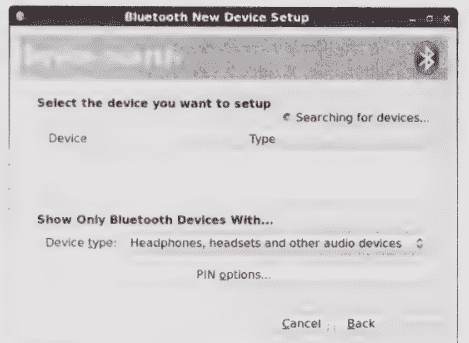 Bluetooth New Device Setup
Select the device you want to setup
Searching for devices...
Device Type
Show Only Bluetooth Devices With...
Device type: Headphones, headsets and other audio devices
PIN options...
Cancel Back